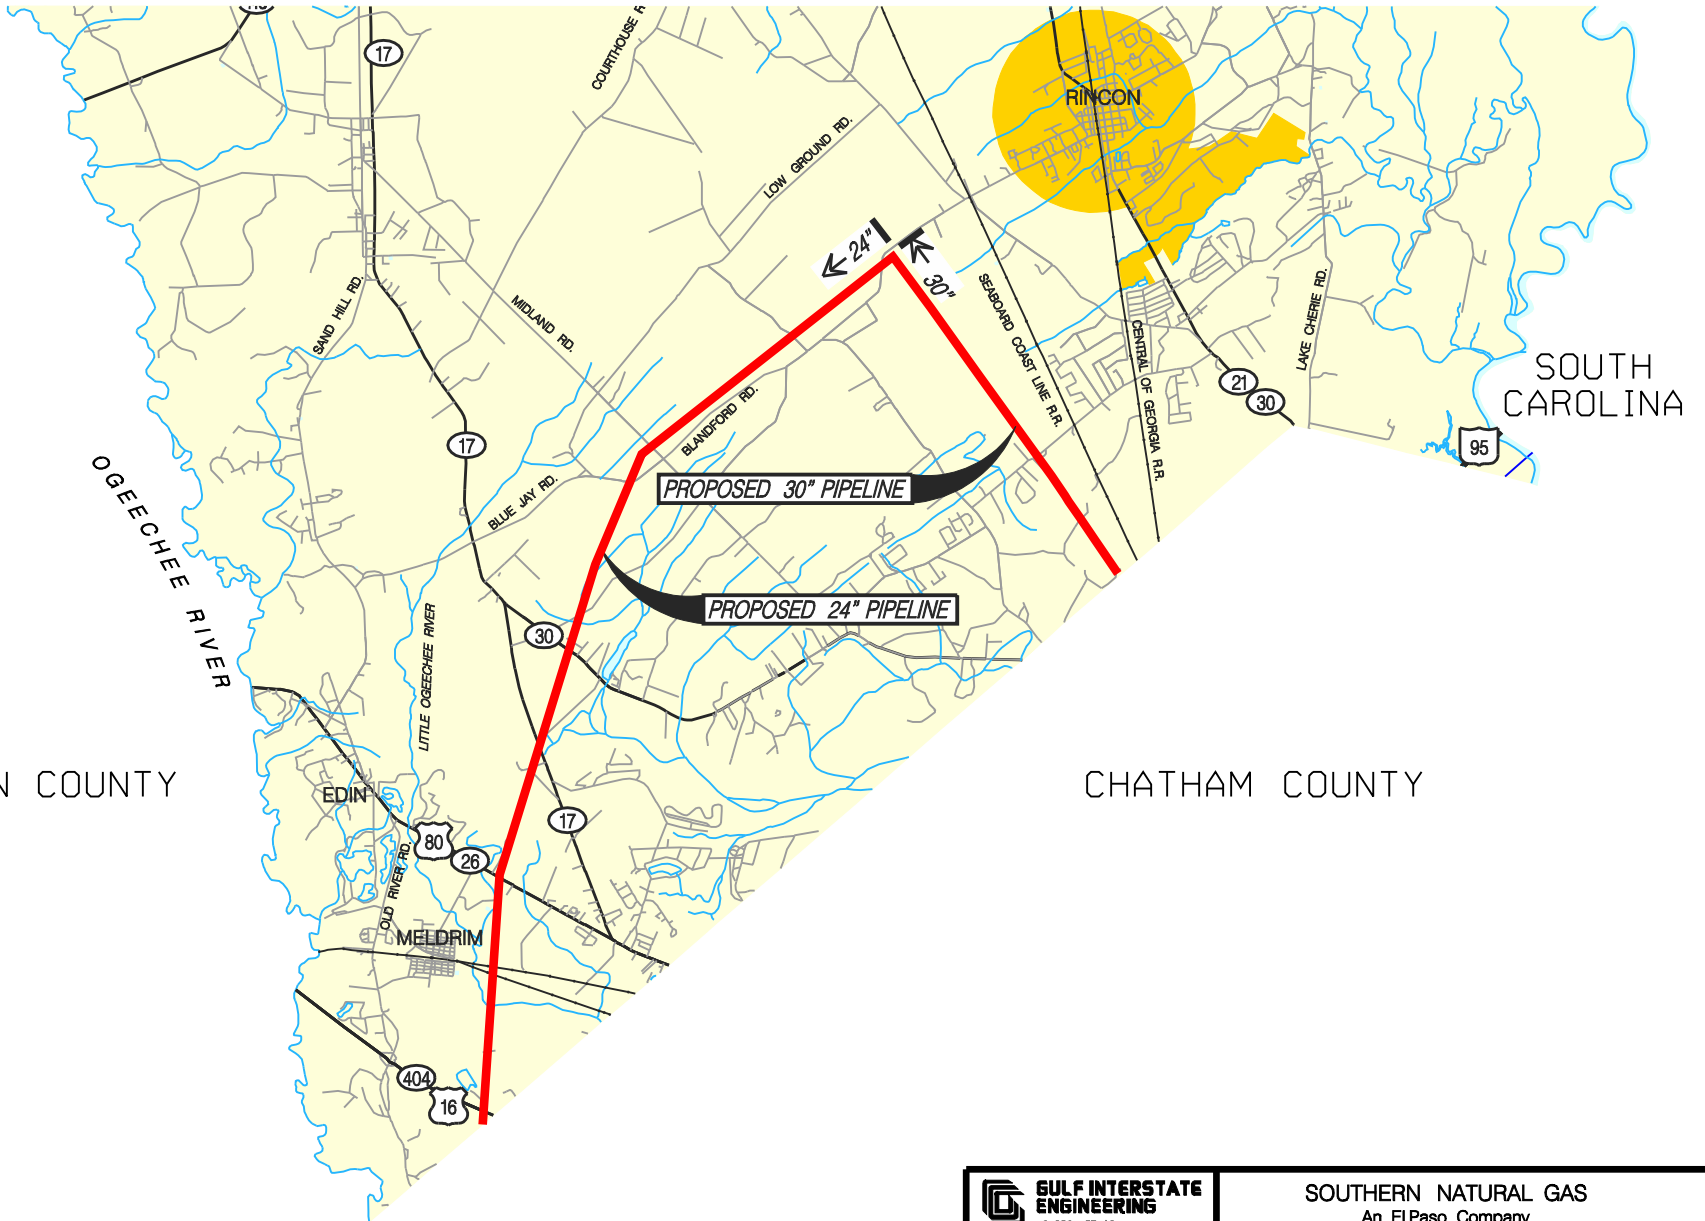 17
COURTHOUSE R
RINCON
LOW GROUND RD.
24"
30"
SAND HILL RD.
MIDLAND RD.
SEABOARD COAST LINE R.R.
CENTRAL OF GEORGIA R.R.
LAKE CHERIE RD.
SOUTH
CAROLINA
21
30
95
BLANDFORD RD.
17
OGEECHEE RIVER
BLUE JAY RD.
PROPOSED 30" PIPELINE
PROPOSED 24" PIPELINE
30
LITTLE OGEECHEE RIVER
N COUNTY
EDIN
CHATHAM COUNTY
17
80
26
OLD RIVER RD.
MELDRIM
404
16
GULF INTERSTATE
ENGINEERING
SOUTHERN NATURAL GAS
An El Paso Company